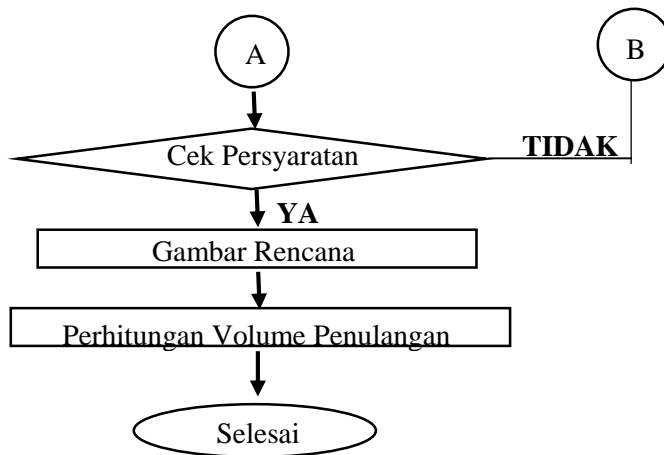 A
B
Cek Persyaratan
TIDAK
YA
Gambar Rencana
Perhitungan Volume Penulangan
Selesai